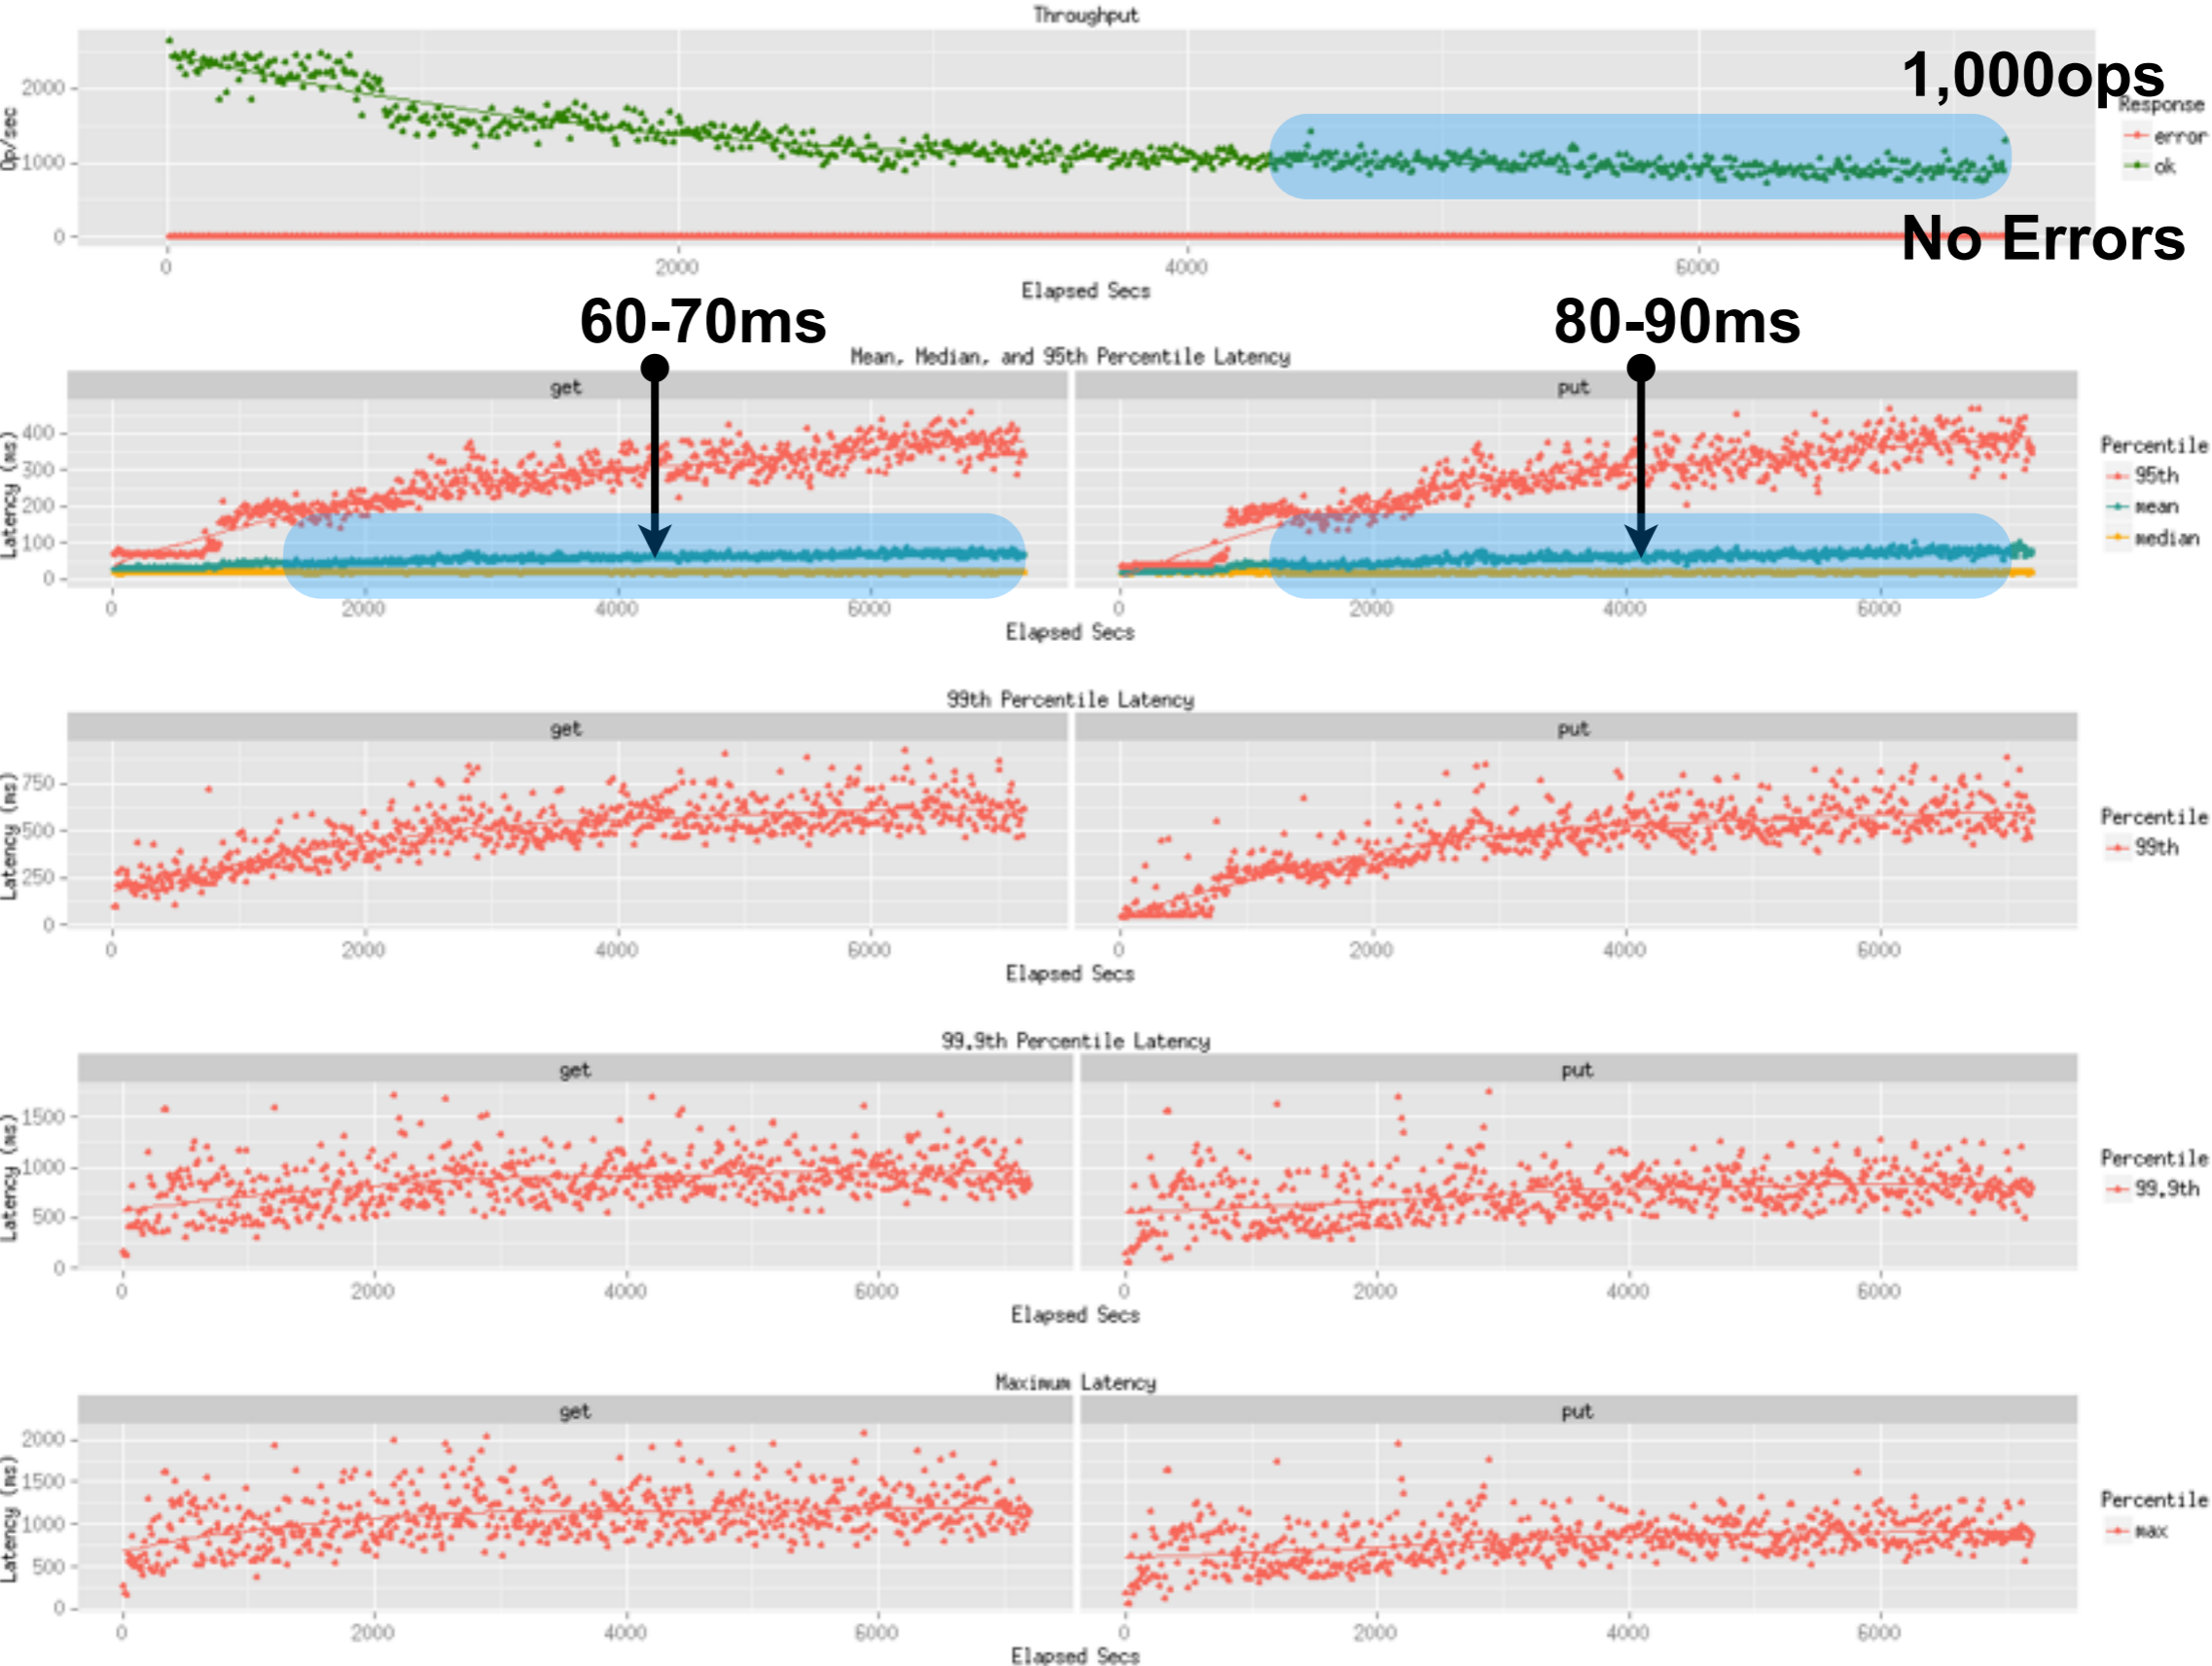 Throughput
1,000ops
2000
1000
0
Op/sec
Response
error
ok
No Errors
0 2000 4000 6000
Elapsed Secs
60-70ms 80-90ms
Mean, Median, and 95th Percentile Latency
get put
400
300
200
100
0
Latency (ms)
Percentile
95th
mean
median
0 2000 4000 6000 0 2000 4000 6000
Elapsed Secs
99th Percentile Latency
get put
750
500
250
0
Latency (ms)
Percentile
99th
0 2000 4000 6000 0 2000 4000 6000
Elapsed Secs
99.9th Percentile Latency
get put
1500
1000
500
0
Latency (ms)
Percentile
99.9th
0 2000 4000 6000 0 2000 4000 6000
Elapsed Secs
Maximum Latency
get put
2000
1500
1000
500
0
Latency (ms)
Percentile
max
0 2000 4000 6000 0 2000 4000 6000
Elapsed Secs